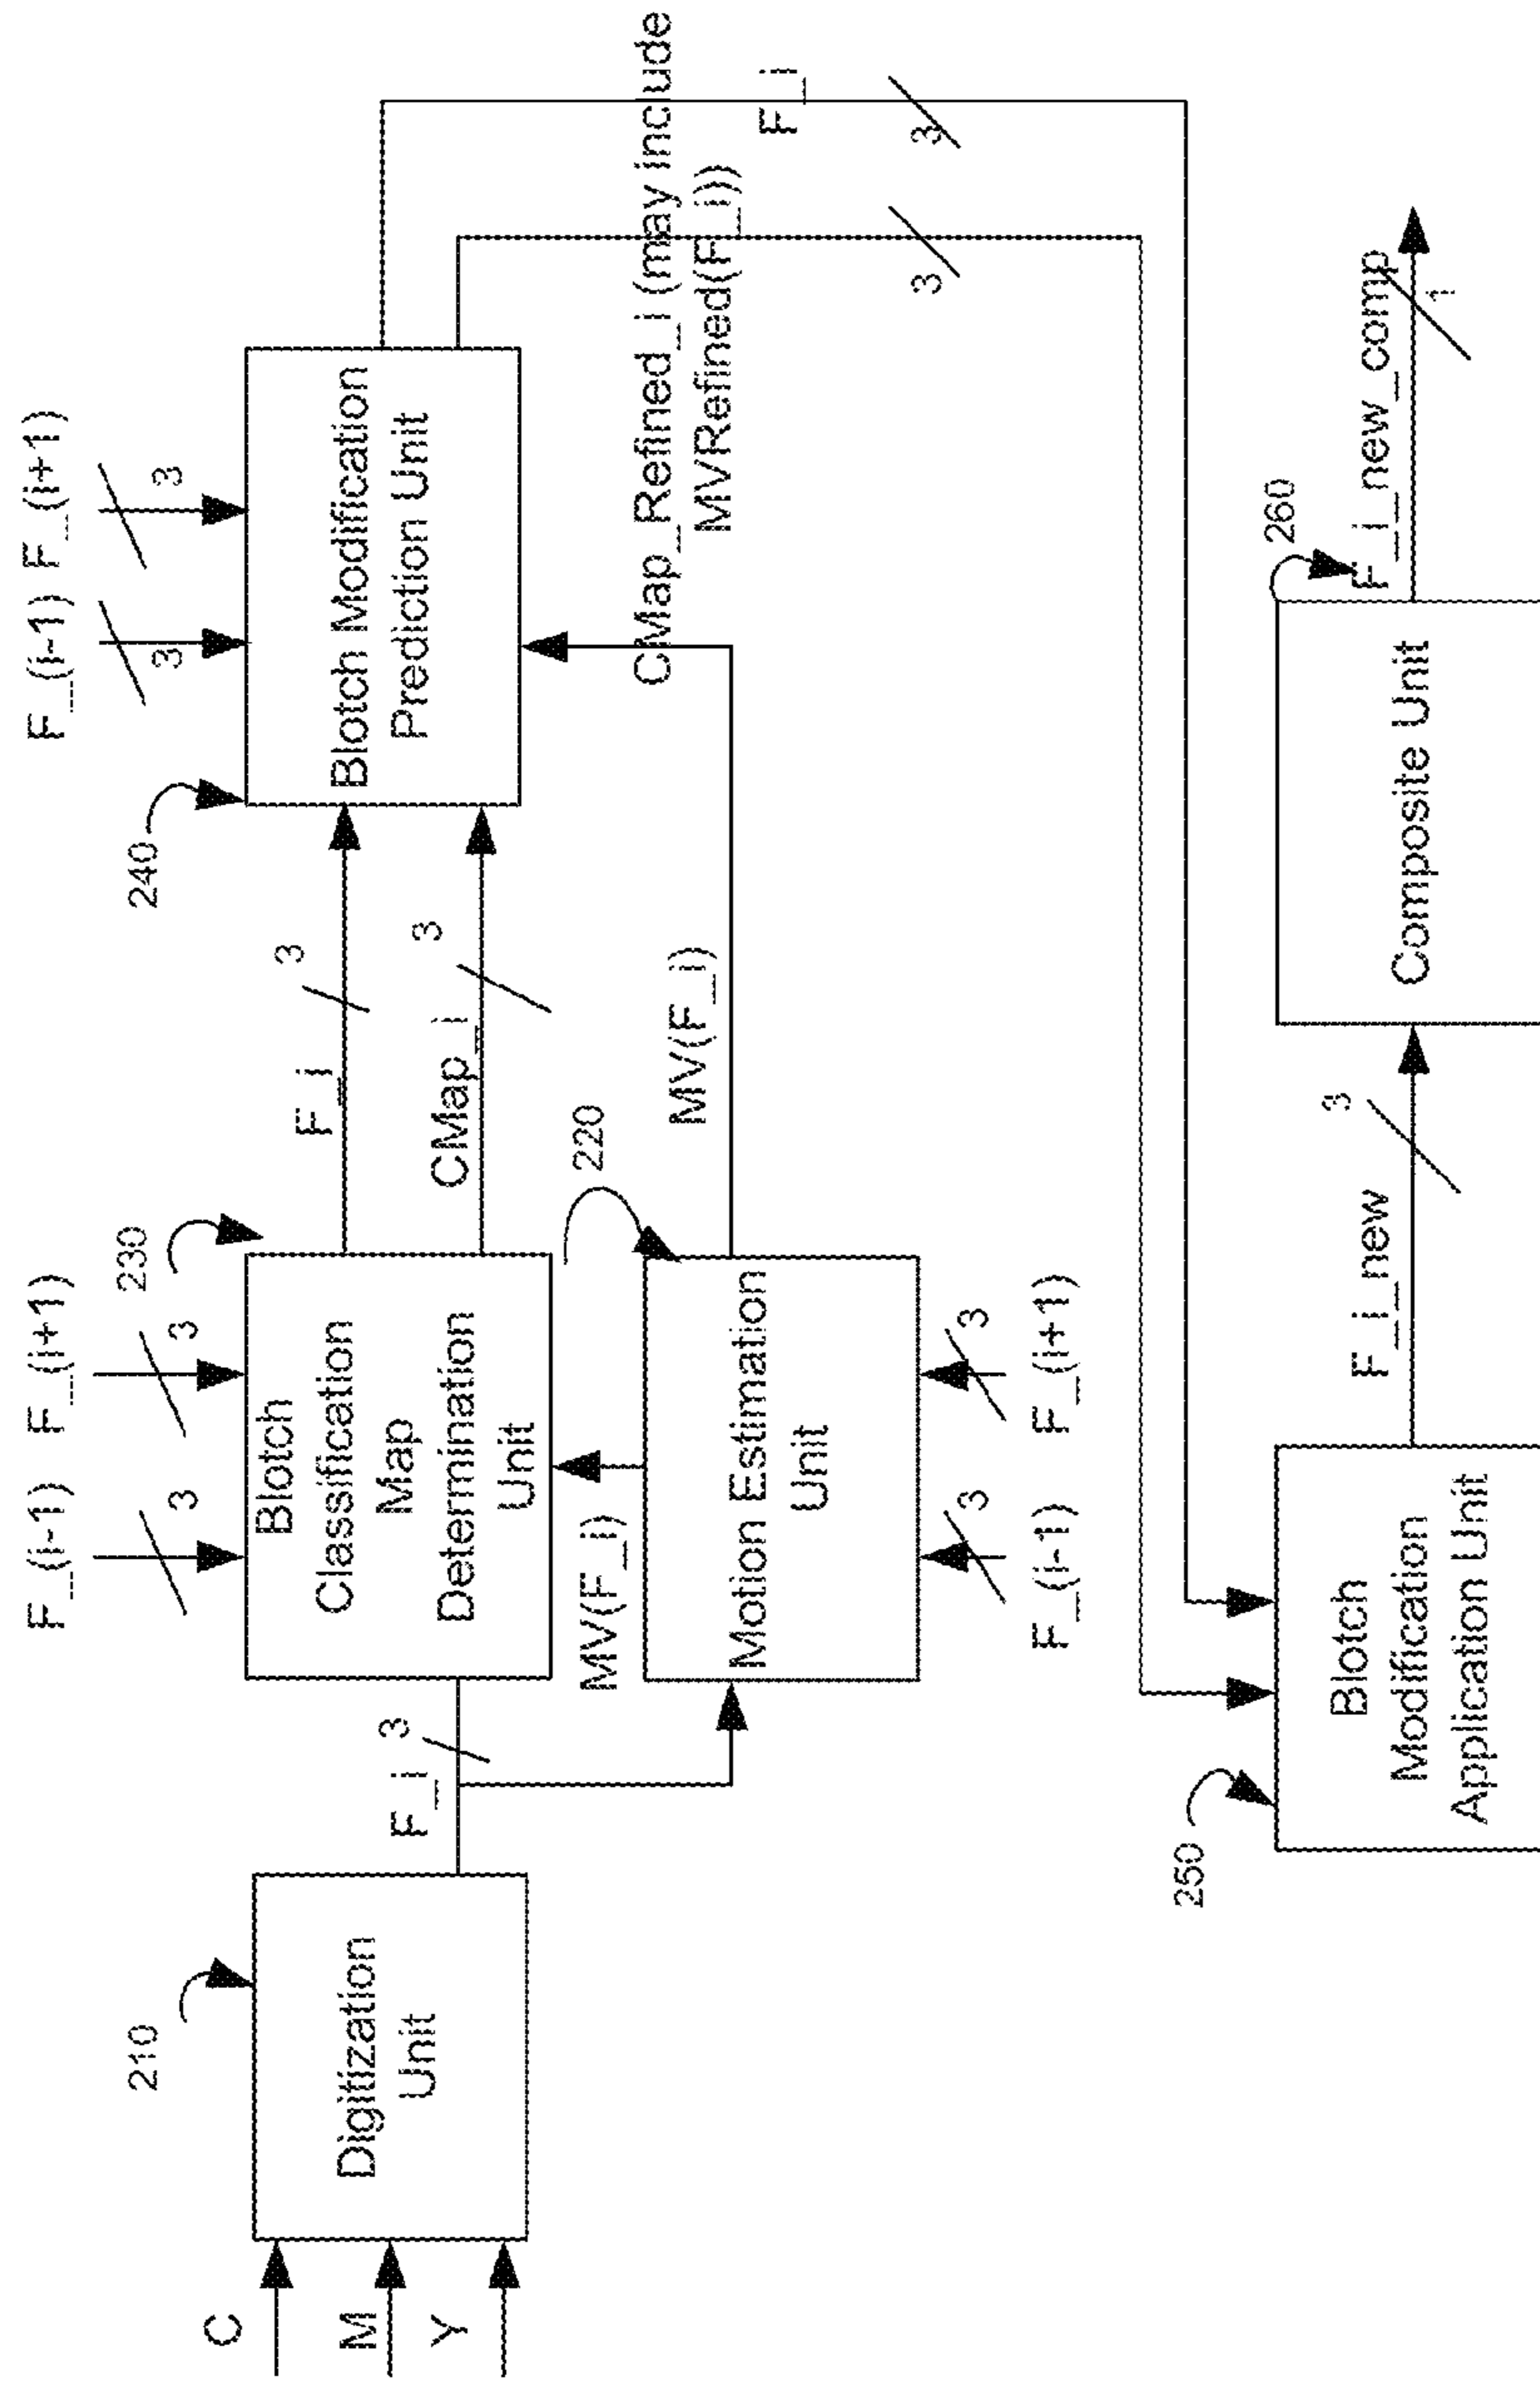 C
M
Y
210
Digitization
Unit
F_i
3
F_(i-1)
F_(i+1)
3
3
230
Blotch
Classification
Map
Determination
Unit
MV(F_i)
220
Motion Estimation
Unit
3
3
F_(i-1)
F_(i+1)
F_i
3
CMap_i
3
MV(F_i)
240
F_(i-1)
F_(i+1)
3
3
Blotch Modification
Prediction Unit
CMap_Refined_i (may include
MVRefined(F_i))
F_i
3
3
250
Blotch
Modification
Application Unit
F_i_new
3
260
Composite Unit
F_i_new_comp
1